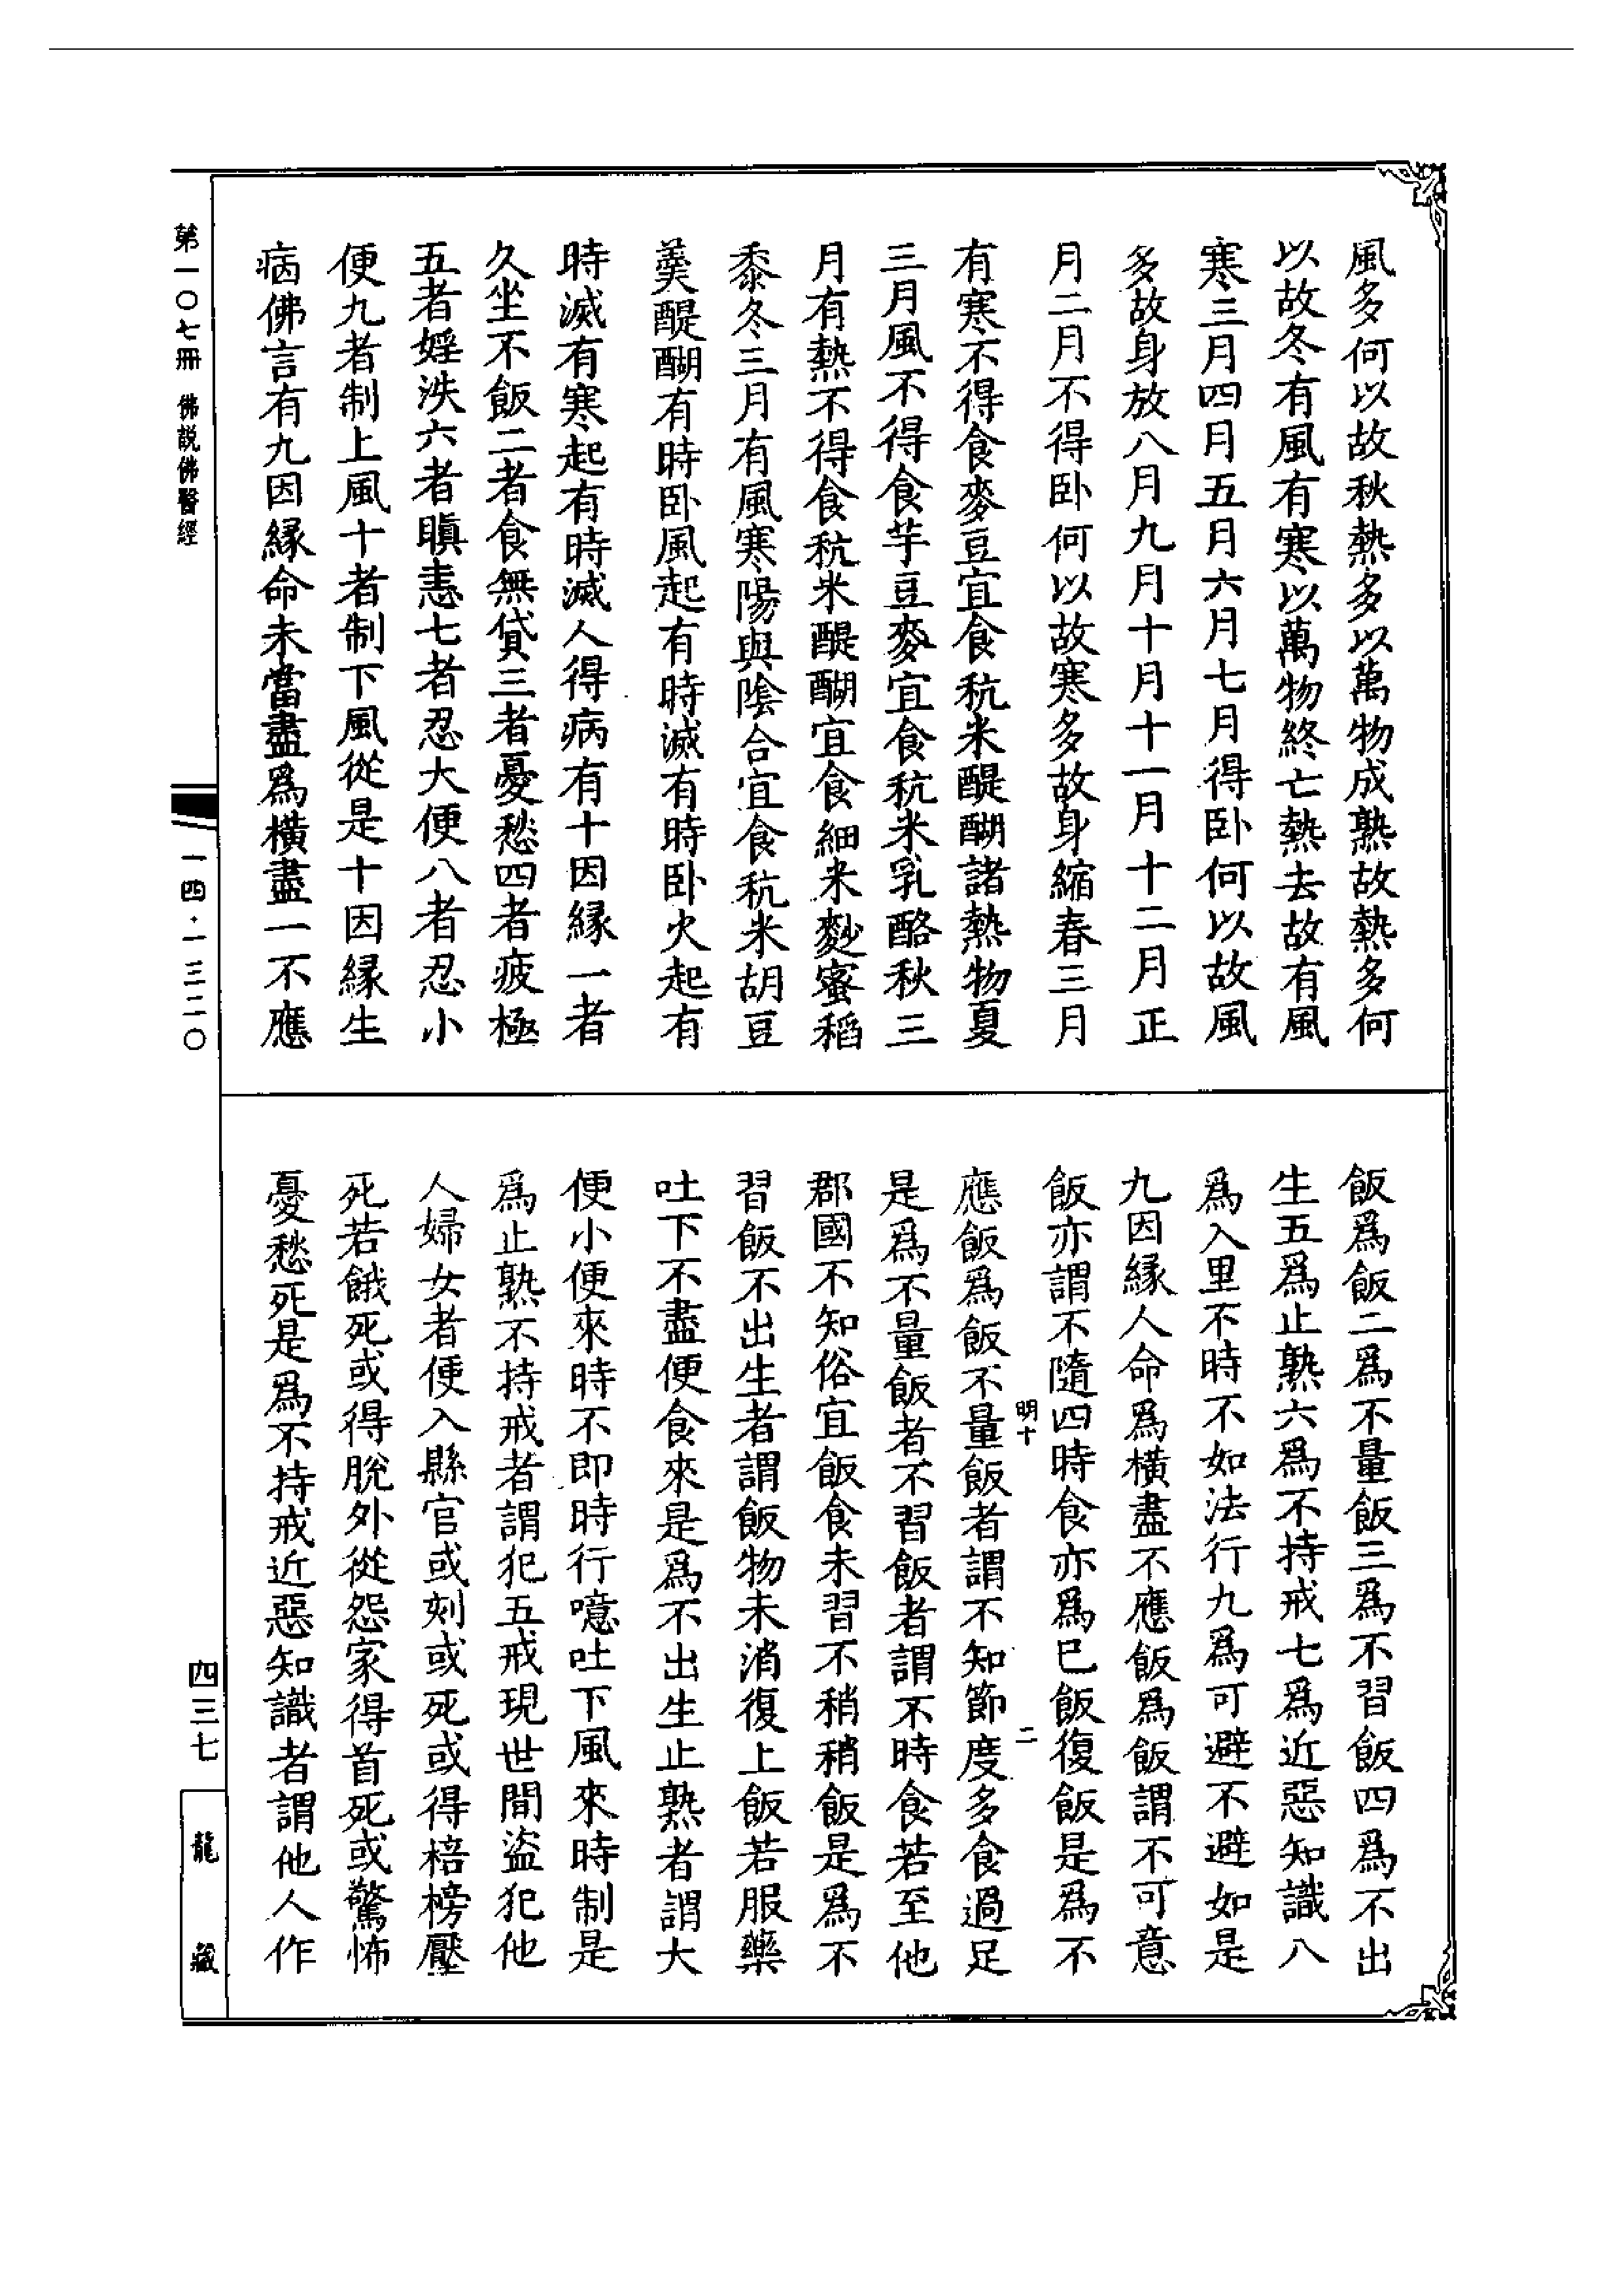 風多何以故秋熱多以萬物成熟故熱多何
以故冬有風有寒以萬物終亡熱去故有風
寒三月四月五月六月七月得卧何以故風
多故身放八月九月十月十一月十二月正
月二月不得卧何以故寒多故身縮春三月
有寒不得食麥豆宜食秔米醍醐諸熱物夏
三月風不得食芋豆麥宜食秔米乳酪秋三
月有熱不得食秔米醍醐宜食細米麨蜜稻
黍冬三月有風寒陽與陰合宜食秔米胡豆
羹醍醐有時卧風起有時滅有時卧火起有
時滅有寒起有時滅人得病有十因緣一者
久坐不飯二者食無貸三者憂愁四者疲極
五者婬泆六者瞋恚七者忍大便八者忍小
便九者制上風十者制下風從是十因緣生
病佛言有九因緣命未當盡爲橫盡一不應
飯爲飯二爲不量飯三爲不習飯四爲不出
生五爲止熟六爲不持戒七爲近惡知識八
爲入里不時不如法行九爲可避不避如是
九因緣人命爲橫盡不應飯爲飯謂不可意
飯亦謂不隨四時食亦爲已飯復飯是爲不
明十 二
應飯爲飯不量飯者謂不知節度多食過足
是爲不量飯者不習飯者謂不時食若至他
郡國不知俗宜飯食未習不稍稍飯是爲不
習飯不出生者謂飯物未消復上飯若服藥
吐下不盡便食來是爲不出生止熟者謂大
便小便來時不即時行噫吐下風來時制是
爲止熟不持戒者謂犯五戒現世間盜犯他
人婦女者便入縣官或刻或死或得棓榜壓
死若餓死或得脫外從怨家得首死或驚怖
憂愁死是爲不持戒近惡知識者謂他人作
第一〇七冊 佛說佛醫經
一四·一三二〇
四三七
龍藏